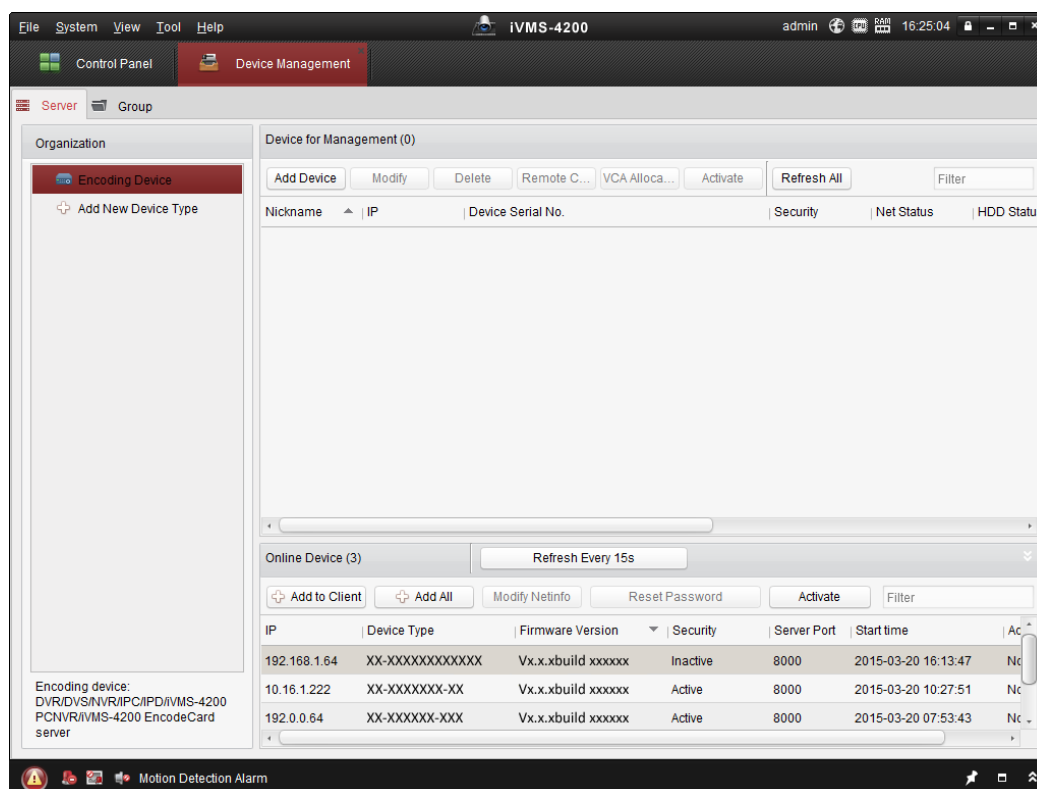 File System View Tool Help iVMS-4200 admin CPU RAM 16:25:04
Control Panel Device Management
Server Group
Organization
Encoding Device
Add New Device Type
Encoding device:
DVR/DVS/NVR/IPC/IPD/iVMS-4200
PCNVR/iVMS-4200 EncodeCard
server
Device for Management (0)
Add Device Modify Delete Remote C... VCA Alloca... Activate Refresh All Filter
Nickname IP Device Serial No. Security Net Status HDD Statu
Online Device (3) Refresh Every 15s
Add to Client Add All Modify Netinfo Reset Password Activate Filter
IP Device Type Firmware Version Security Server Port Start time Ac
192.168.1.64 XX-XXXXXXXXXXXX Vx.x.xbuild xxxxxx Inactive 8000 2015-03-20 16:13:47 No
10.16.1.222 XX-XXXXXXX-XX Vx.x.xbuild xxxxxx Active 8000 2015-03-20 10:27:51 No
192.0.0.64 XX-XXXXXX-XXX Vx.x.xbuild xxxxxx Active 8000 2015-03-20 07:53:43 No
Motion Detection Alarm